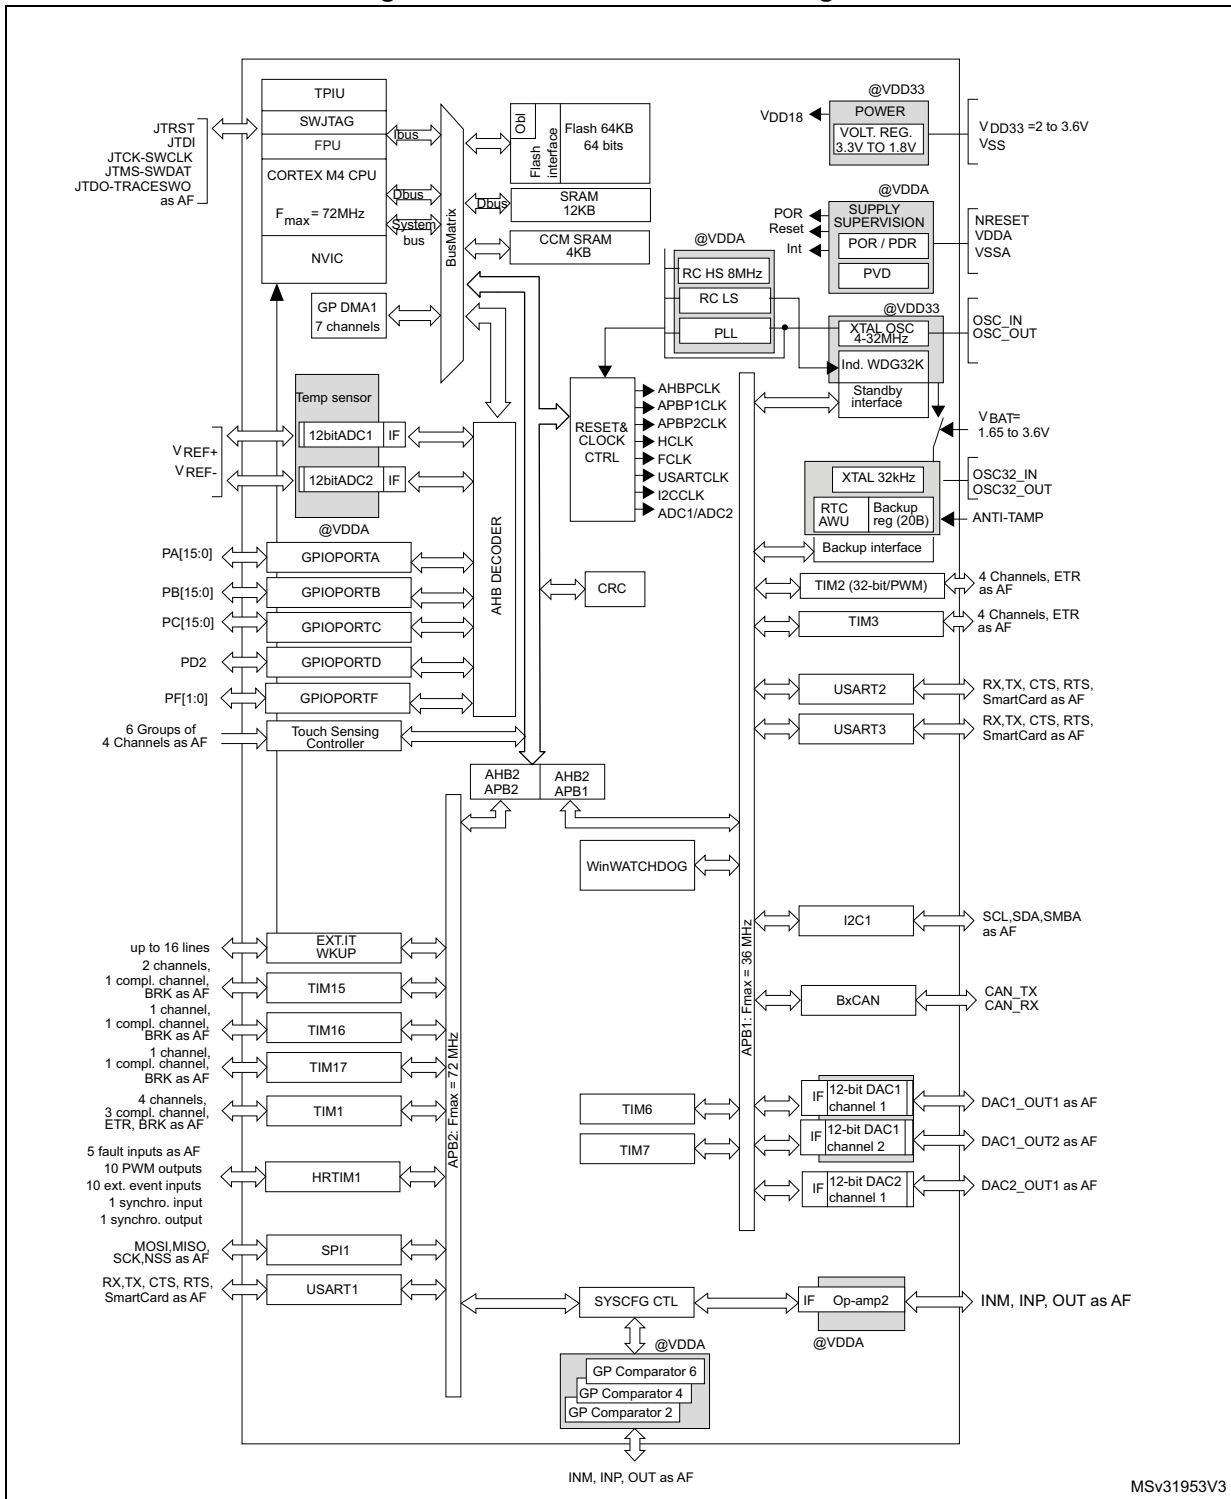 TPIU
SWJTAG
FPU
CORTEX M4 CPU
Fmax = 72MHz
NVIC
JTRST
JTDI
JTCK-SWCLK
JTMS-SWDAT
JTDO-TRACESWO
as AF
Ibus
Dbus
System
bus
BusMatrix
Obl
Flash
interface
Flash 64KB
64 bits
Dbus
SRAM
12KB
CCM SRAM
4KB
GP DMA1
7 channels
@VDD33
POWER
VOLT. REG.
3.3V TO 1.8V
VDD18
VDD33 =2 to 3.6V
VSS
@VDDA
SUPPLY
SUPERVISION
POR / PDR
PVD
POR
Reset
Int
NRESET
VDDA
VSSA
@VDDA
RC HS 8MHz
RC LS
PLL
@VDD33
XTAL OSC
4-32MHz
Ind. WDG32K
Standby
interface
OSC_IN
OSC_OUT
VBAT=
1.65 to 3.6V
XTAL 32kHz
RTC
AWU
Backup
reg (20B)
Backup interface
OSC32_IN
OSC32_OUT
ANTI-TAMP
RESET&
CLOCK
CTRL
AHBPCLK
APBP1CLK
APBP2CLK
HCLK
FCLK
USARTCLK
I2CCLK
ADC1/ADC2
Temp sensor
12bitADC1
IF
12bitADC2
IF
@VDDA
VREF+
VREF-
AHB DECODER
CRC
PA[15:0]
GPIOPORTA
PB[15:0]
GPIOPORTB
PC[15:0]
GPIOPORTC
PD2
GPIOPORTD
PF[1:0]
GPIOPORTF
6 Groups of
4 Channels as AF
Touch Sensing
Controller
AHB2
APB2
AHB2
APB1
TIM2 (32-bit/PWM)
4 Channels, ETR
as AF
TIM3
4 Channels, ETR
as AF
USART2
RX,TX, CTS, RTS,
SmartCard as AF
USART3
RX,TX, CTS, RTS,
SmartCard as AF
WinWATCHDOG
I2C1
SCL,SDA,SMBA
as AF
BxCAN
CAN_TX
CAN_RX
APB1: Fmax = 36 MHz
APB2: Fmax = 72 MHz
up to 16 lines
EXT.IT
WKUP
2 channels,
1 compl. channel,
BRK as AF
TIM15
1 channel,
1 compl. channel,
BRK as AF
TIM16
1 channel,
1 compl. channel,
BRK as AF
TIM17
4 channels,
3 compl. channel,
ETR, BRK as AF
TIM1
5 fault inputs as AF
10 PWM outputs
10 ext. event inputs
1 synchro. input
1 synchro. output
HRTIM1
MOSI,MISO,
SCK,NSS as AF
SPI1
RX,TX, CTS, RTS,
SmartCard as AF
USART1
TIM6
TIM7
IF
12-bit DAC1
channel 1
DAC1_OUT1 as AF
IF
12-bit DAC1
channel 2
DAC1_OUT2 as AF
IF
12-bit DAC2
channel 1
DAC2_OUT1 as AF
SYSCFG CTL
IF
Op-amp2
@VDDA
INM, INP, OUT as AF
@VDDA
GP Comparator 6
GP Comparator 4
GP Comparator 2
INM, INP, OUT as AF
MSv31953V3